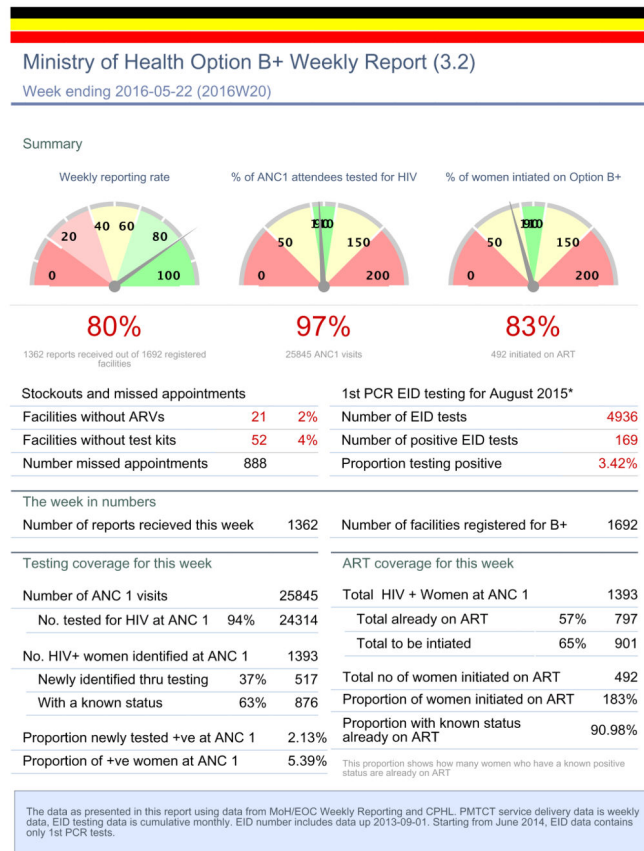 Ministry of Health Option B+ Weekly Report (3.2)
Week ending 2016-05-22 (2016W20)
Summary
Weekly reporting rate
% of ANC1 attendees tested for HIV
% of women intiated on Option B+
0 20 40 60 80 100
0 50 150 200
0 50 150 200
80%
97%
83%
1362 reports received out of 1692 registered
facilities
25845 ANC1 visits
492 initiated on ART
Stockouts and missed appointments
Facilities without ARVs 21 2%
Facilities without test kits 52 4%
Number missed appointments 888
1st PCR EID testing for August 2015*
Number of EID tests 4936
Number of positive EID tests 169
Proportion testing positive 3.42%
The week in numbers
Number of reports recieved this week 1362
Number of facilities registered for B+ 1692
Testing coverage for this week
Number of ANC 1 visits 25845
No. tested for HIV at ANC 1 94% 24314
No. HIV+ women identified at ANC 1 1393
Newly identified thru testing 37% 517
With a known status 63% 876
Proportion newly tested +ve at ANC 1 2.13%
Proportion of +ve women at ANC 1 5.39%
ART coverage for this week
Total HIV + Women at ANC 1 1393
Total already on ART 57% 797
Total to be intiated 65% 901
Total no of women initiated on ART 492
Proportion of women initiated on ART 183%
Proportion with known status
already on ART 90.98%
This proportion shows how many women who have a known positive
status are already on ART
The data as presented in this report using data from MoH/EOC Weekly Reporting and CPHL. PMTCT service delivery data is weekly
data, EID testing data is cumulative monthly. EID number includes data up 2013-09-01. Starting from June 2014, EID data contains
only 1st PCR tests.